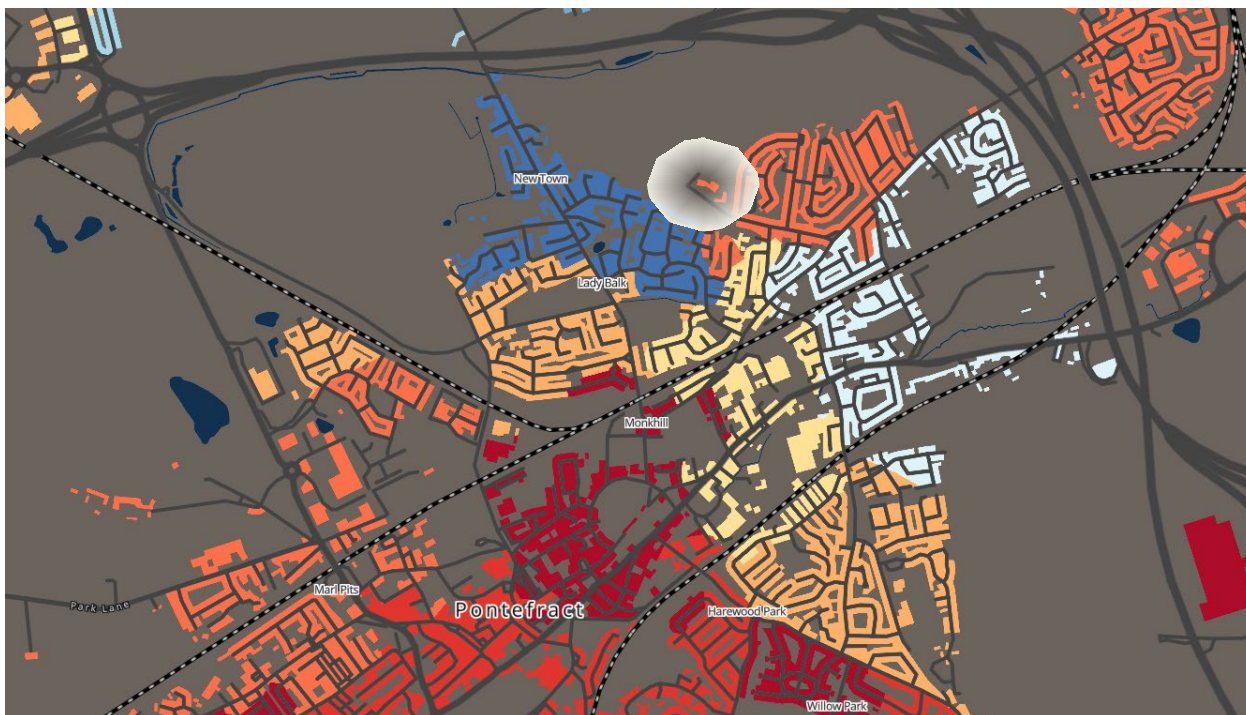 New Town
Lady Balk
Monkhill
Marl Pits
Park Lane
Pontefract
Harewood Park
Willow Park